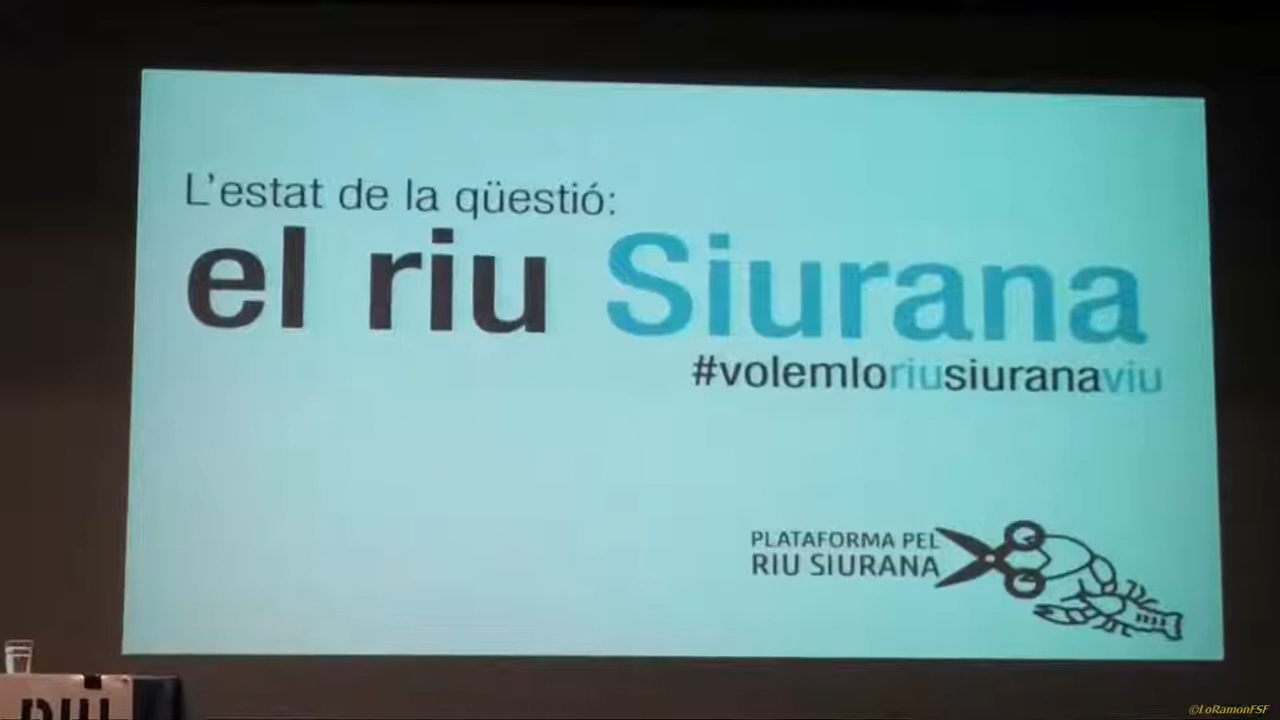 L'estat de la qüestió:
el riu Siurana
#volemloriusiuranaviu
PLATAFORMA PEL
RIU SIURANA
©LoRamonFSF